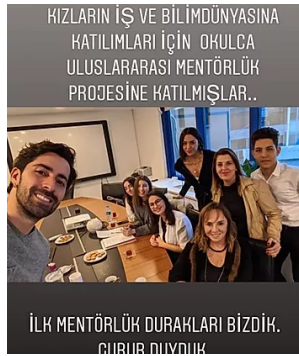 KIZLARIN İŞ VE BİLİMDÜNYASINA
KATILIMLARI İÇİN OKULCA
ULUSLARARASI MENTÖRLÜK
PROJESİNE KATILMIŞLAR..
İLK MENTÖRLÜK DURAKLARI BİZDİK.
GURUR DUYDUK